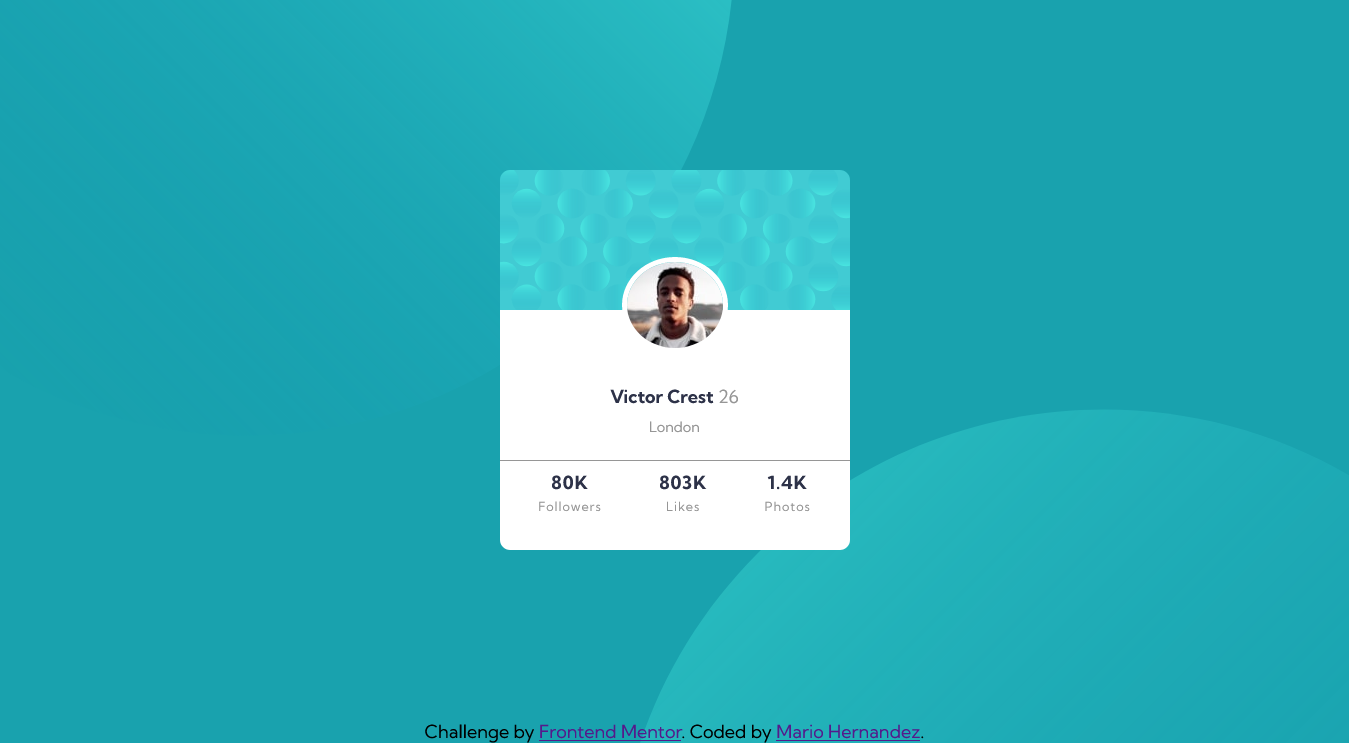 Victor Crest 26
London
80K 803K 1.4K
Followers Likes Photos
Challenge by Frontend Mentor. Coded by Mario Hernandez.